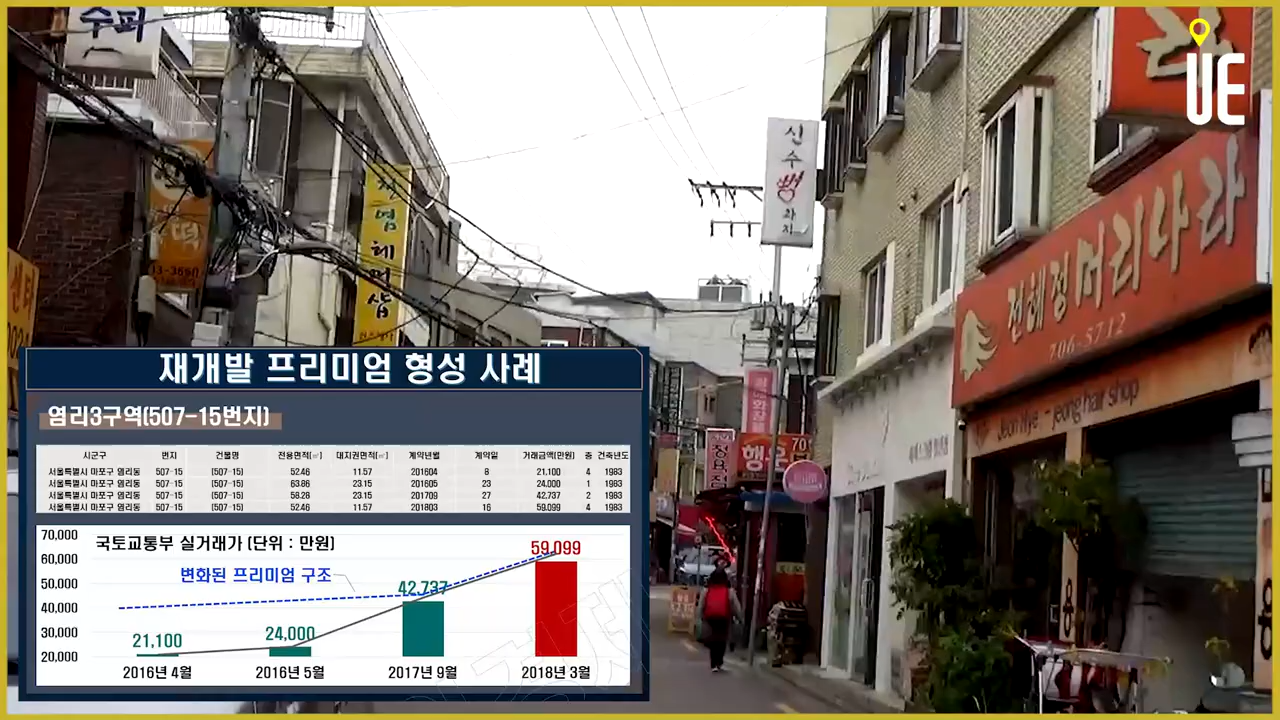 수퍼
UE
신수
떡
천염헤어샵
전혜정머리나라
706-5712
Jeon Hye - jeong hair shop
행운
재개발 프리미엄 형성 사례
염리3구역(507-15번지)
시군구 번지 건물명 전용면적(㎡) 대지권면적(㎡) 계약년월 계약일 거래금액(만원) 층 건축년도
서울특별시 마포구 염리동 507-15 (507-15) 52.46 11.57 201604 8 21,100 4 1983
서울특별시 마포구 염리동 507-15 (507-15) 63.86 23.15 201605 23 24,000 1 1983
서울특별시 마포구 염리동 507-15 (507-15) 58.28 23.15 201709 27 42,737 2 1983
서울특별시 마포구 염리동 507-15 (507-15) 52.46 11.57 201803 16 59,099 4 1983
국토교통부 실거래가 (단위 : 만원)
변화된 프리미엄 구조
70,000
60,000
50,000
40,000
30,000
20,000
21,100
24,000
42,737
59,099
2016년 4월
2016년 5월
2017년 9월
2018년 3월